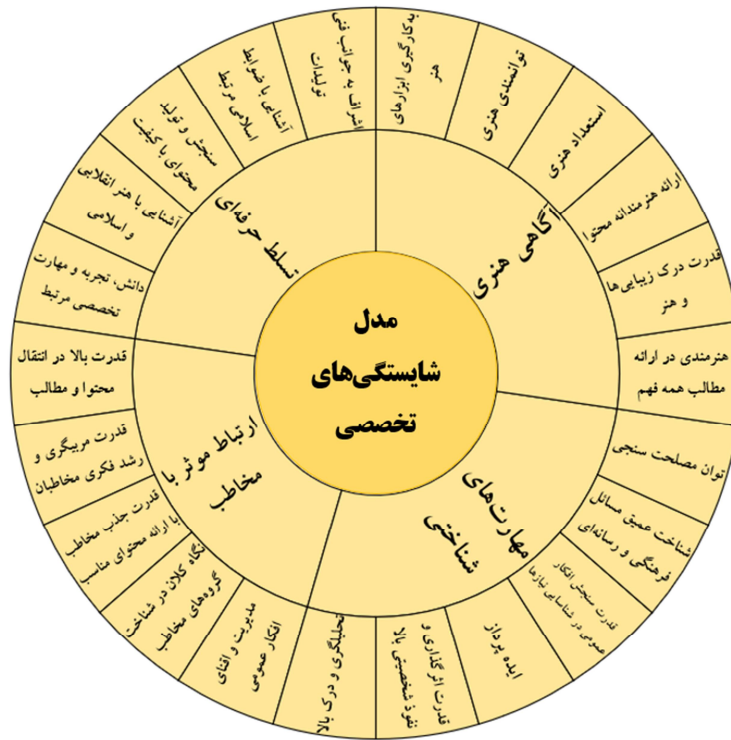 مدل
شایستگی‌های
تخصصی
آگاهی هنری
مهارت‌های
شناختی
ارتباط موثر با
مخاطب
تسلط حرفه‌ای
به‌کارگیری ابزارهای
هنر
توانمندی هنری
استعداد هنری
ارائه هنرمندانه محتوا
قدرت درک زیبایی‌ها
و هنر
هنرمندی در ارائه
مطالب همه فهم
توان مصلحت سنجی
شناخت عمیق مسائل
فرهنگی و رسانه‌ای
قدرت سنجش افکار
عمومی در شناسایی نیازها
ایده پرداز
قدرت اثرگذاری و
نفوذ شخصیتی بالا
تحلیلگری و درک بالا
مدیریت و اقنای
افکار عمومی
نگاه کلان در شناخت
گروه‌های مخاطب
قدرت جذب مخاطب
با ارائه محتوای مناسب
قدرت مربیگری و
رشد فکری مخاطبان
قدرت بالا در انتقال
محتوا و مطالب
دانش، تجربه و مهارت
تخصصی مرتبط
آشنایی با هنر انقلابی
و اسلامی
سنجش و تولید
محتوای با کیفیت
آشنایی با ضوابط
اسلامی مرتبط
اشراف به جوانب فنی
تولیدات